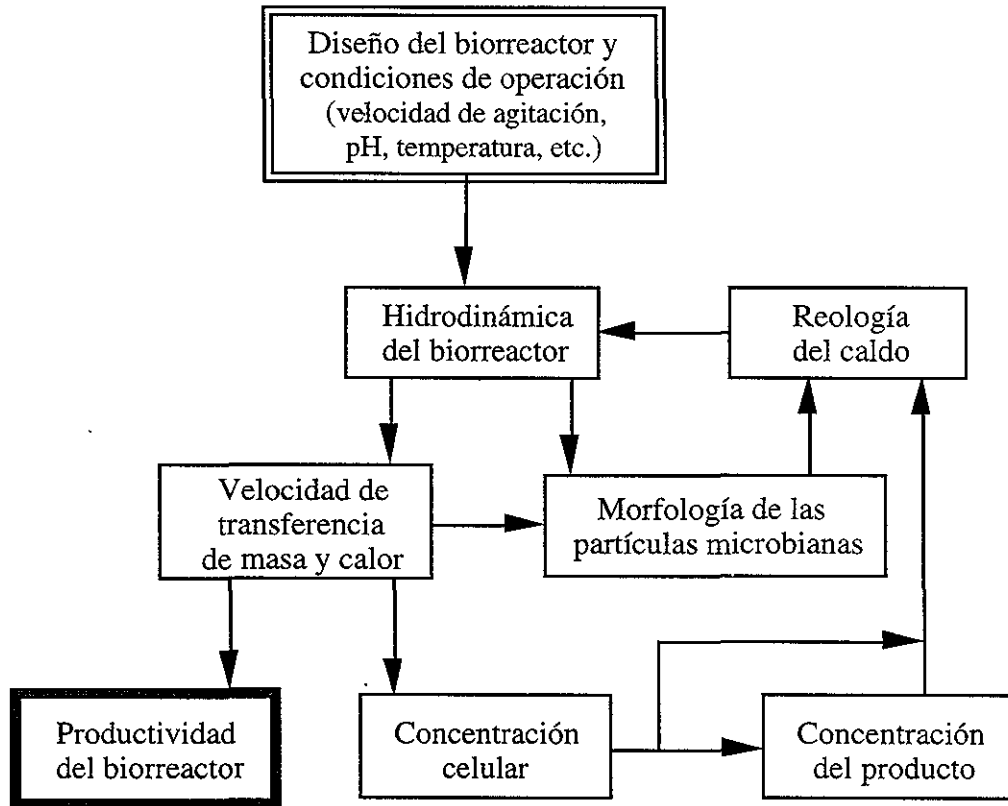 Diseño del biorreactor y
condiciones de operación
(velocidad de agitación,
pH, temperatura, etc.)
Hidrodinámica
del biorreactor
Reología
del caldo
Velocidad de
transferencia
de masa y calor
Morfología de las
partículas microbianas
Productividad
del biorreactor
Concentración
celular
Concentración
del producto